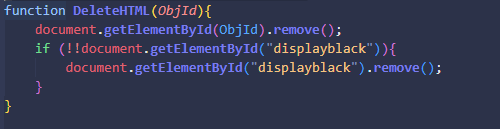 function DeleteHTML(ObjId){
    document.getElementById(ObjId).remove();
    if (!!document.getElementById("displayblack")){
        document.getElementById("displayblack").remove();
    }
}